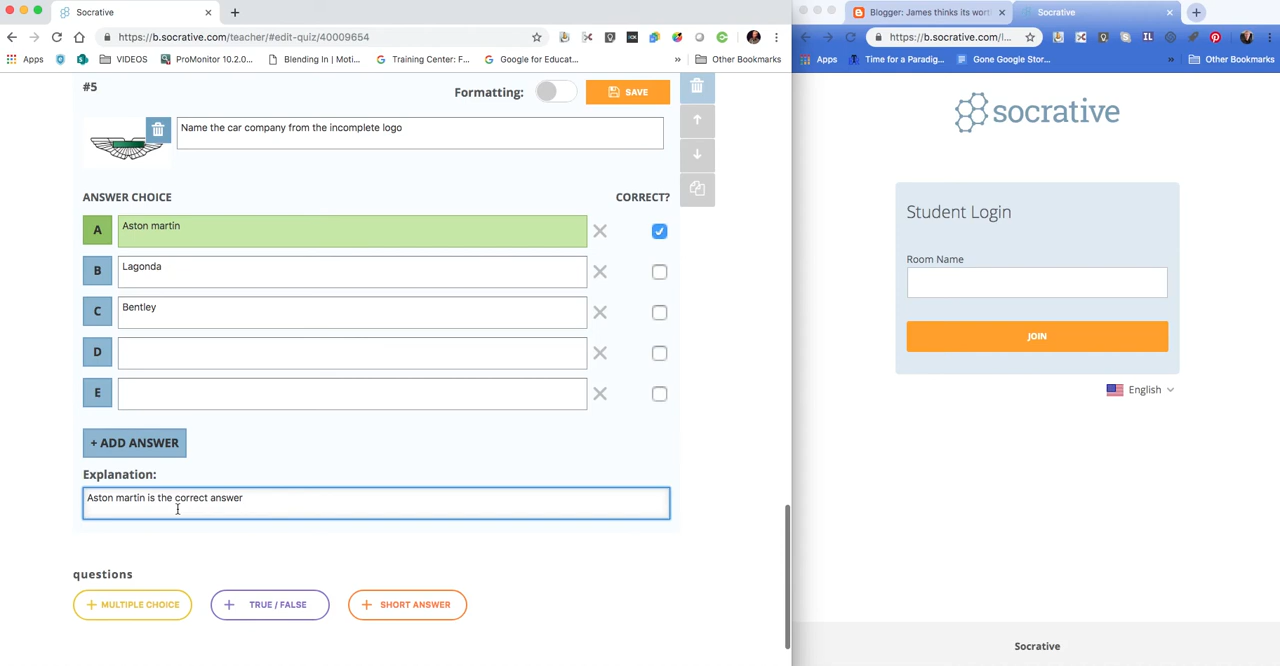 Socrative
https://b.socrative.com/teacher/#edit-quiz/40009654
Apps
VIDEOS
ProMonitor 10.2.0...
Blending In | Moti...
Training Center: F...
Google for Educat...
»
Other Bookmarks
#5
Formatting:
SAVE
Name the car company from the incomplete logo
ANSWER CHOICE
CORRECT?
A
Aston martin
B
Lagonda
C
Bentley
D
E
+ ADD ANSWER
Explanation:
Aston martin is the correct answer
questions
+ MULTIPLE CHOICE
+ TRUE / FALSE
+ SHORT ANSWER
Blogger: James thinks its wort
Socrative
https://b.socrative.com/l...
Apps
Time for a Paradig...
Gone Google Stor...
»
Other Bookmarks
socrative
Student Login
Room Name
JOIN
English
Socrative